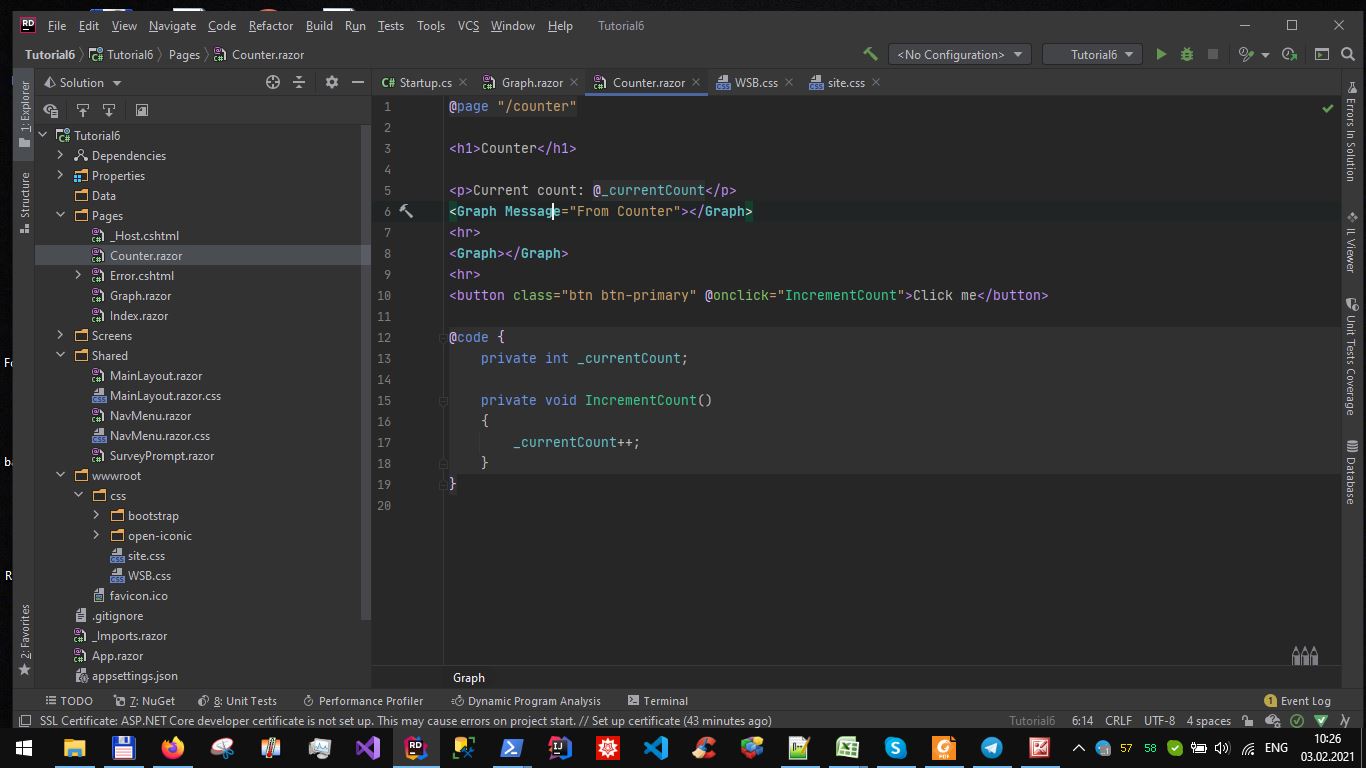 RD File Edit View Navigate Code Refactor Build Run Tests Tools VCS Window Help Tutorial6
Tutorial6 Tutorial6 Pages Counter.razor <No Configuration> Tutorial6
Solution
C# Startup.cs Graph.razor Counter.razor WSB.css site.css
1: Explorer
Structure
2: Favorites
Tutorial6
Dependencies
Properties
Data
Pages
_Host.cshtml
Counter.razor
Error.cshtml
Graph.razor
Index.razor
Screens
Shared
MainLayout.razor
MainLayout.razor.css
NavMenu.razor
NavMenu.razor.css
SurveyPrompt.razor
wwwroot
css
bootstrap
open-iconic
site.css
WSB.css
favicon.ico
.gitignore
_Imports.razor
App.razor
appsettings.json
1 @page "/counter"
2
3 <h1>Counter</h1>
4
5 <p>Current count: @_currentCount</p>
6 <Graph Message="From Counter"></Graph>
7 <hr>
8 <Graph></Graph>
9 <hr>
10 <button class="btn btn-primary" @onclick="IncrementCount">Click me</button>
11
12 @code {
13 private int _currentCount;
14
15 private void IncrementCount()
16 {
17 _currentCount++;
18 }
19 }
20
Graph
Errors In Solution
IL Viewer
Unit Tests Coverage
Database
TODO 7: NuGet 8: Unit Tests Performance Profiler Dynamic Program Analysis Terminal 1 Event Log
SSL Certificate: ASP.NET Core developer certificate is not set up. This may cause errors on project start. // Set up certificate (43 minutes ago) Tutorial6 6:14 CRLF UTF-8 4 spaces
57 58 ENG 10:26
03.02.2021